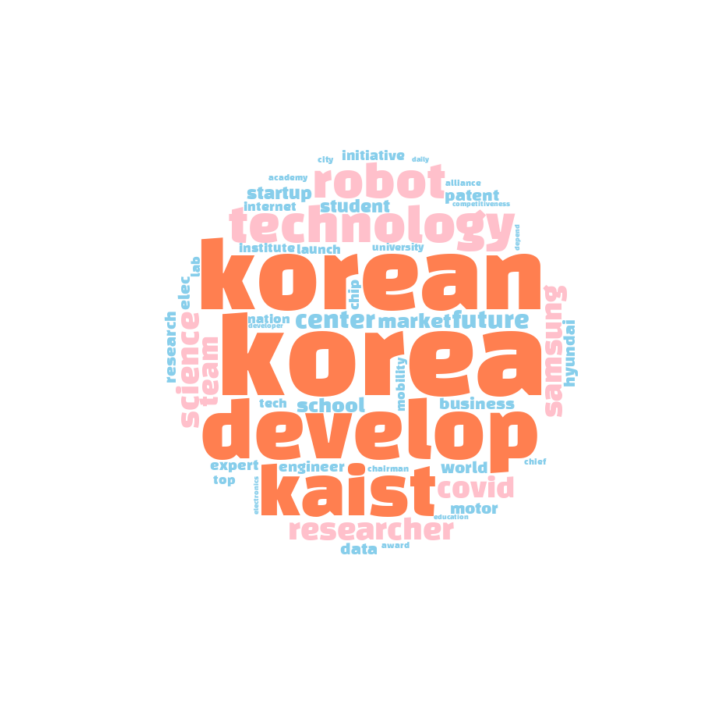 initiative
city
daily
academy
robot
alliance
startup
patent
internet
student
competitiveness
technology
depend
institute
launch
university
korean
lab
elec
chip
samsung
nation
developer
center
market
future
research
science
team
korea
hyundai
mobility
tech
school
business
develop
expert
engineer
chairman
world
chief
top
electronics
kaist
covid
motor
education
researcher
data
award